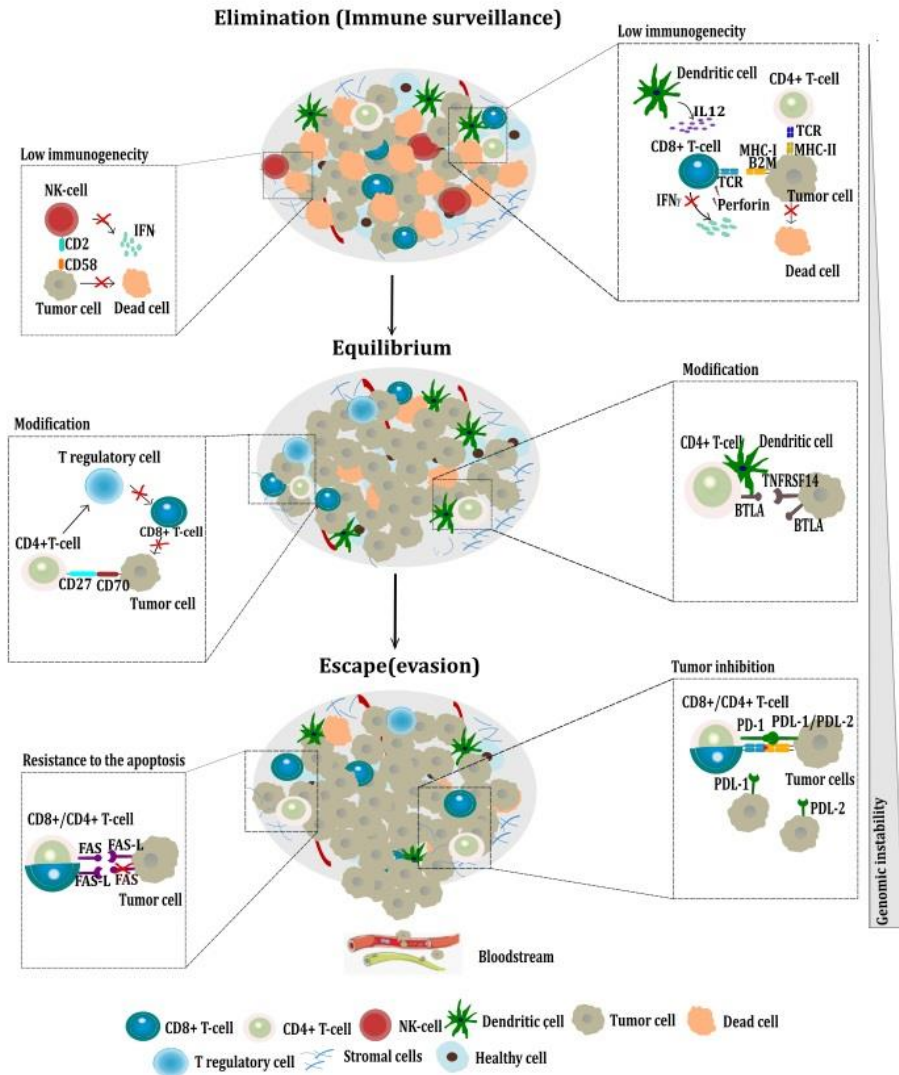 Elimination (Immune surveillance)
Low immunogenecity
Dendritic cell
CD4+ T-cell
IL12
TCR
CD8+ T-cell
MHC-I
MHC-II
B2M
TCR
Tumor cell
IFNγ
Perforin
Dead cell
Low immunogenecity
NK-cell
IFN
CD2
CD58
Tumor cell
Dead cell
Equilibrium
Modification
T regulatory cell
CD8+ T-cell
CD4+T-cell
CD27
CD70
Tumor cell
Modification
CD4+ T-cell
Dendritic cell
TNFRSF14
BTLA
BTLA
Escape(evasion)
Resistance to the apoptosis
CD8+/CD4+ T-cell
FAS
FAS-L
FAS-L
FAS
Tumor cell
Tumor inhibition
CD8+/CD4+ T-cell
PD-1
PDL-1/PDL-2
Tumor cells
PDL-1
PDL-2
Genomic instability
Bloodstream
CD8+ T-cell
CD4+ T-cell
NK-cell
Dendritic cell
Tumor cell
Dead cell
T regulatory cell
Stromal cells
Healthy cell